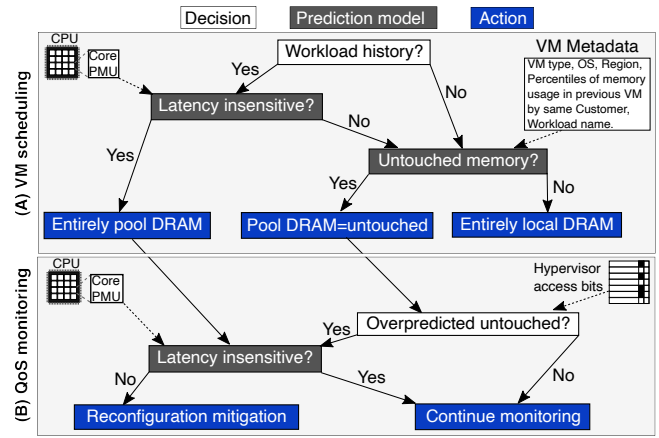 Decision
Prediction model
Action
(A) VM scheduling
CPU
Core
PMU
Workload history?
VM Metadata
VM type, OS, Region,
Percentiles of memory
usage in previous VM
by same Customer,
Workload name.
Yes
No
Latency insensitive?
No
Yes
Untouched memory?
Yes
No
Entirely pool DRAM
Pool DRAM=untouched
Entirely local DRAM
(B) QoS monitoring
CPU
Core
PMU
Hypervisor
access bits
Overpredicted untouched?
Yes
Latency insensitive?
No
Yes
No
Reconfiguration mitigation
Continue monitoring